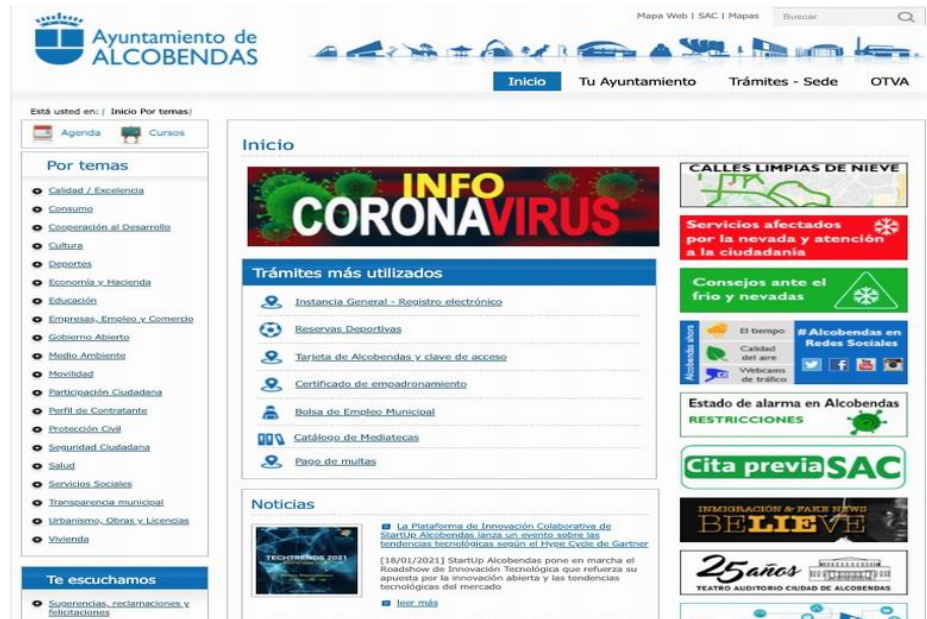 Mapa Web | SAC | Mapas
Buscar
Ayuntamiento de
ALCOBENDAS
Inicio
Tu Ayuntamiento
Trámites - Sede
OTVA
Está usted en:/ Inicio Por temas/
Agenda
Cursos
Por temas
Calidad / Excelencia
Consumo
Cooperación al Desarrollo
Cultura
Deportes
Economía y Hacienda
Educación
Empresas, Empleo y Comercio
Gobierno Abierto
Medio Ambiente
Movilidad
Participación Ciudadana
Perfil de Contratante
Protección Civil
Seguridad Ciudadana
Salud
Servicios Sociales
Transparencia municipal
Urbanismo, Obras y Licencias
Vivienda
Te escuchamos
Sugerencias, reclamaciones y
felicitaciones
Inicio
INFO
CORONAVIRUS
Trámites más utilizados
Instancia General - Registro electrónico
Reservas Deportivas
Tarjeta de Alcobendas y clave de acceso
Certificado de empadronamiento
Bolsa de Empleo Municipal
Catálogo de Mediatecas
Pago de multas
Noticias
TECHTRENDS 2021
La Plataforma de Innovación Colaborativa de
StartUp Alcobendas lanza un evento sobre las
tendencias tecnológicas según el Hype Cycle de Gartner
[18/01/2021] StartUp Alcobendas pone en marcha el
Roadshow de Innovación Tecnológica que refuerza su
apuesta por la innovación abierta y las tendencias
tecnológicas del mercado
leer más
CALLES LIMPIAS DE NIEVE
Servicios afectados
por la nevada y atención
a la ciudadanía
Consejos ante el
frío y nevadas
Alcobendas ahora
El tiempo
Calidad
del aire
Webcams
de tráfico
#Alcobendas en
Redes Sociales
Estado de alarma en Alcobendas
RESTRICCIONES
Cita previa SAC
INMIGRACIÓN & FAKE NEWS
BELIEVE
25 años
TEATRO AUDITORIO CIUDAD DE ALCOBENDAS